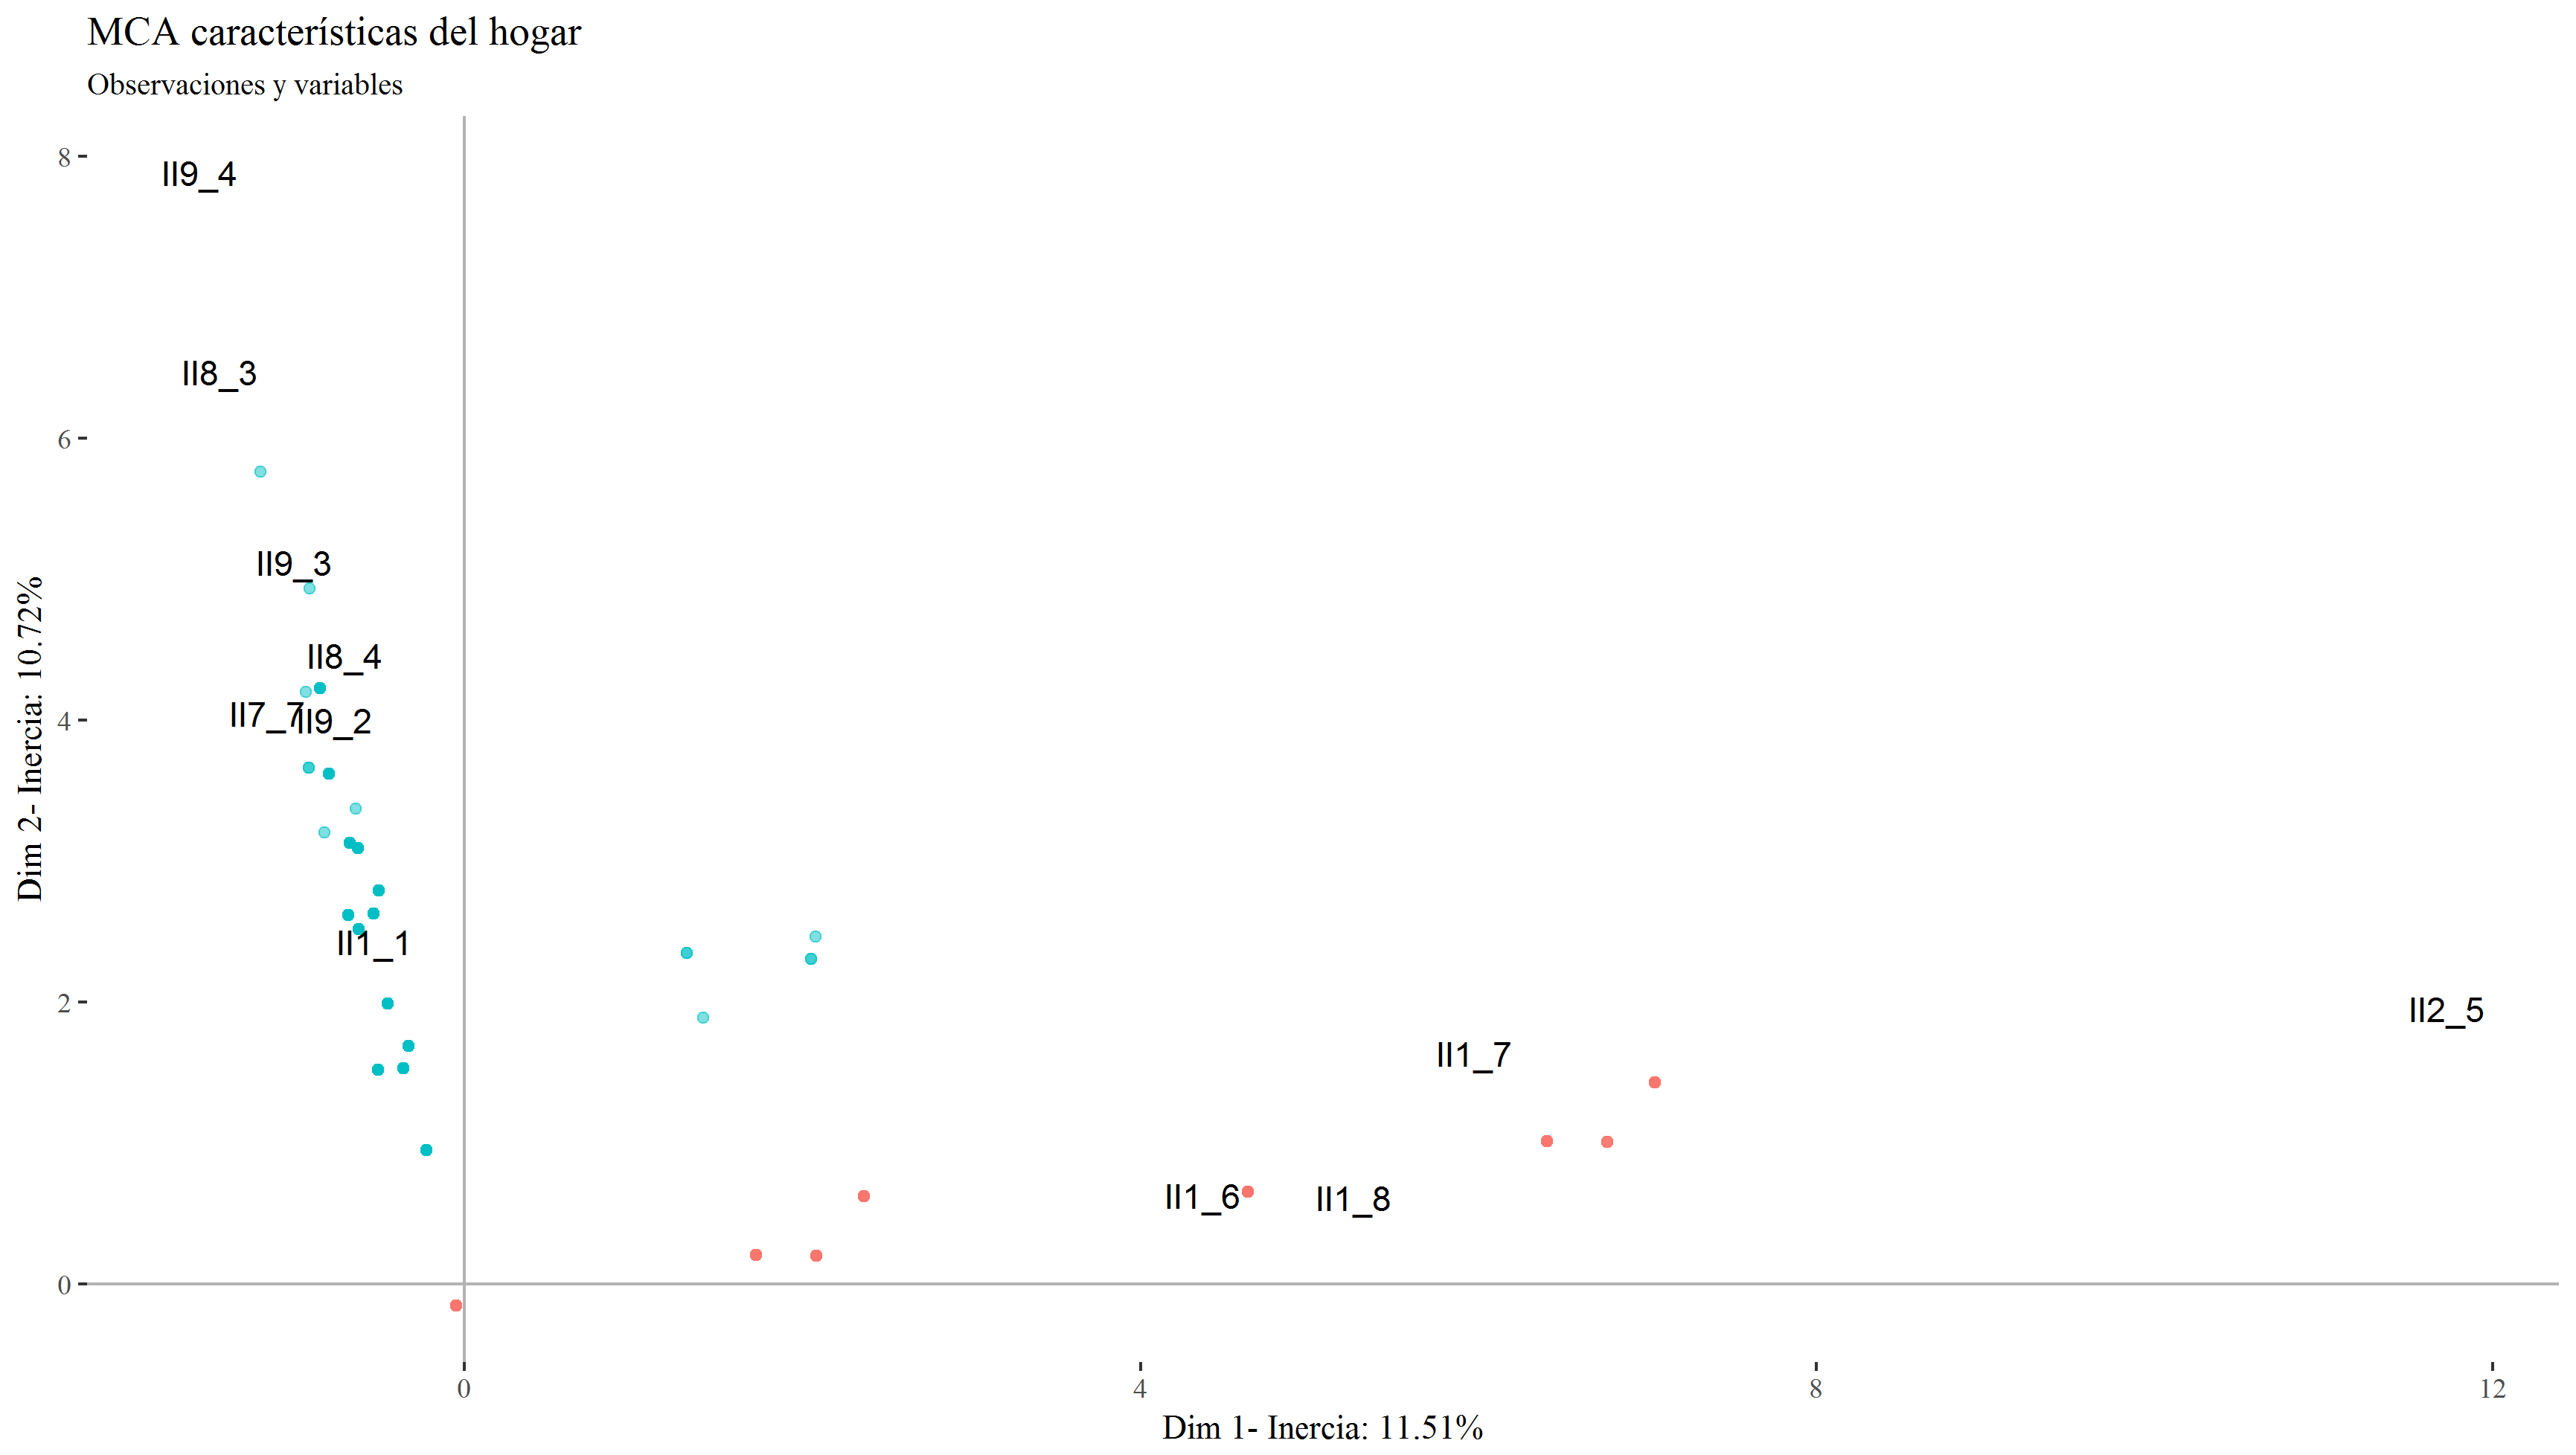 MCA características del hogar
Observaciones y variables
8
II9_4
II8_3
6
II9_3
II8_4
4
II7_7
II9_2
II1_1
2
II2_5
II1_7
II1_6
II1_8
0
0
4
8
12
Dim 1- Inercia: 11.51%
Dim 2- Inercia: 10.72%